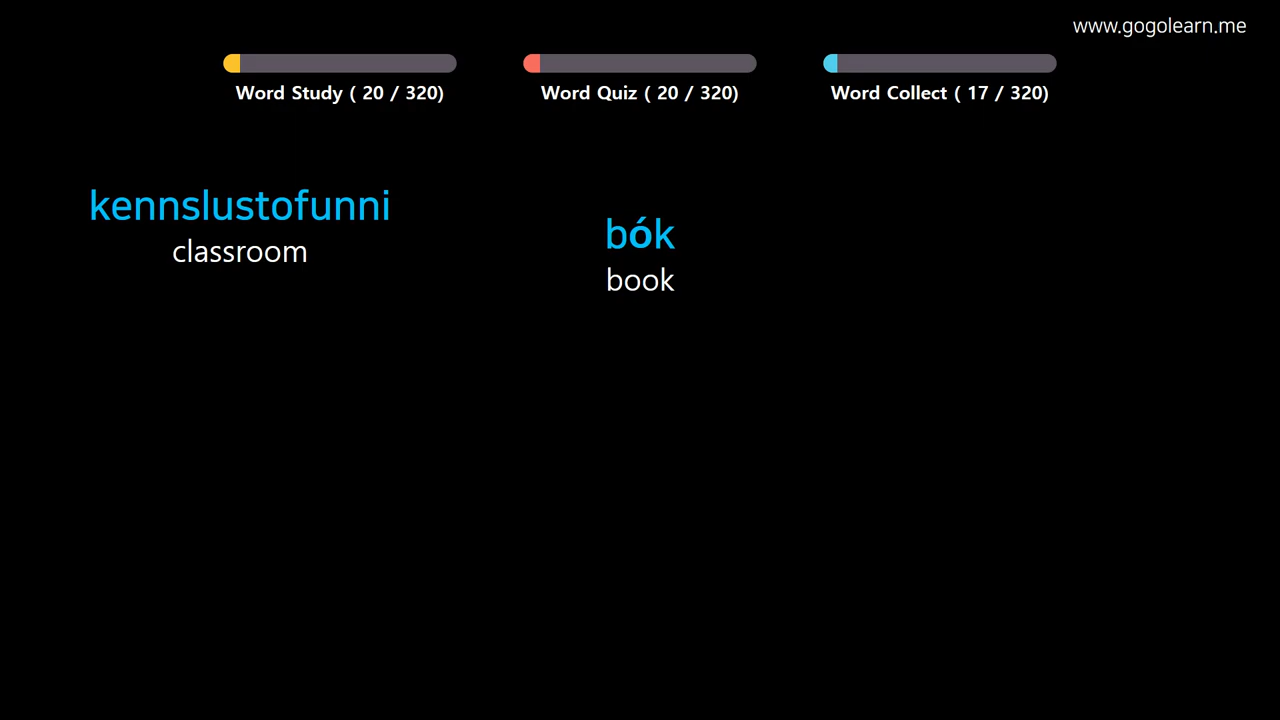 www.gogolearn.me
Word Study ( 20 / 320)
Word Quiz ( 20 / 320)
Word Collect ( 17 / 320)
kennslustofunni
classroom
bók
book